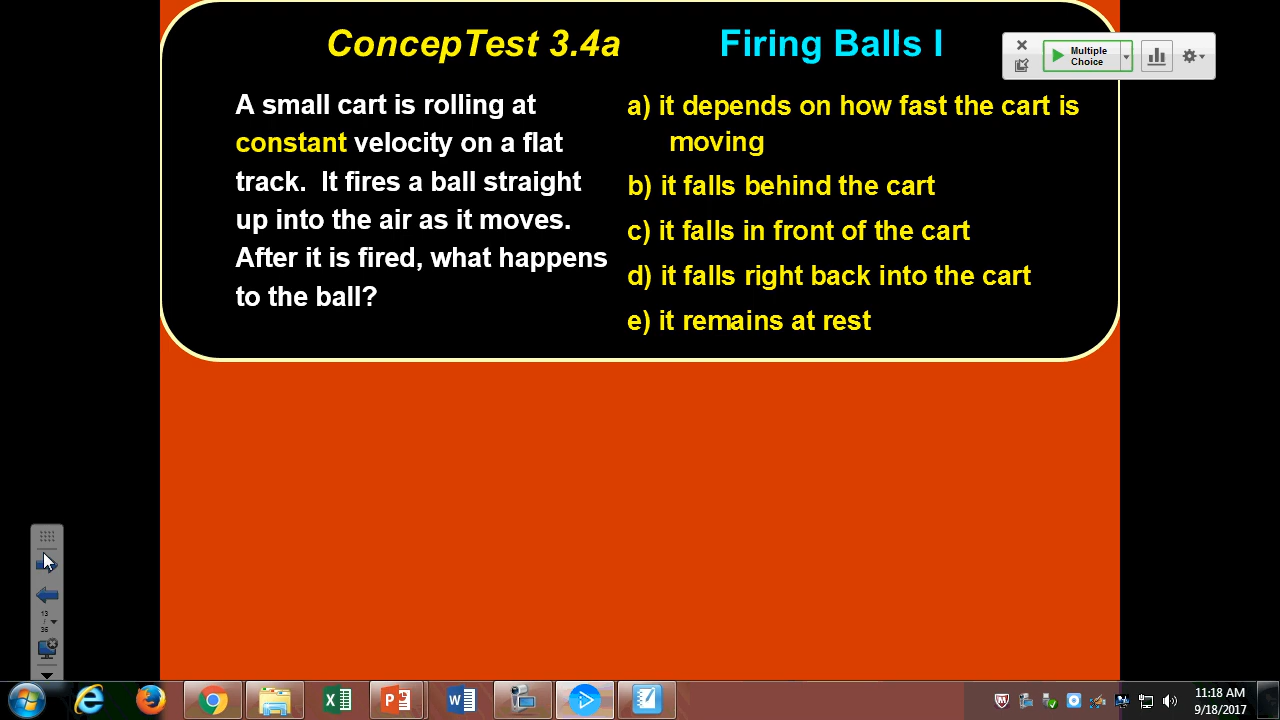 ConcepTest 3.4a Firing Balls I
Multiple
Choice
A small cart is rolling at
constant velocity on a flat
track. It fires a ball straight
up into the air as it moves.
After it is fired, what happens
to the ball?
a) it depends on how fast the cart is
moving
b) it falls behind the cart
c) it falls in front of the cart
d) it falls right back into the cart
e) it remains at rest
13
/
36
11:18 AM
9/18/2017